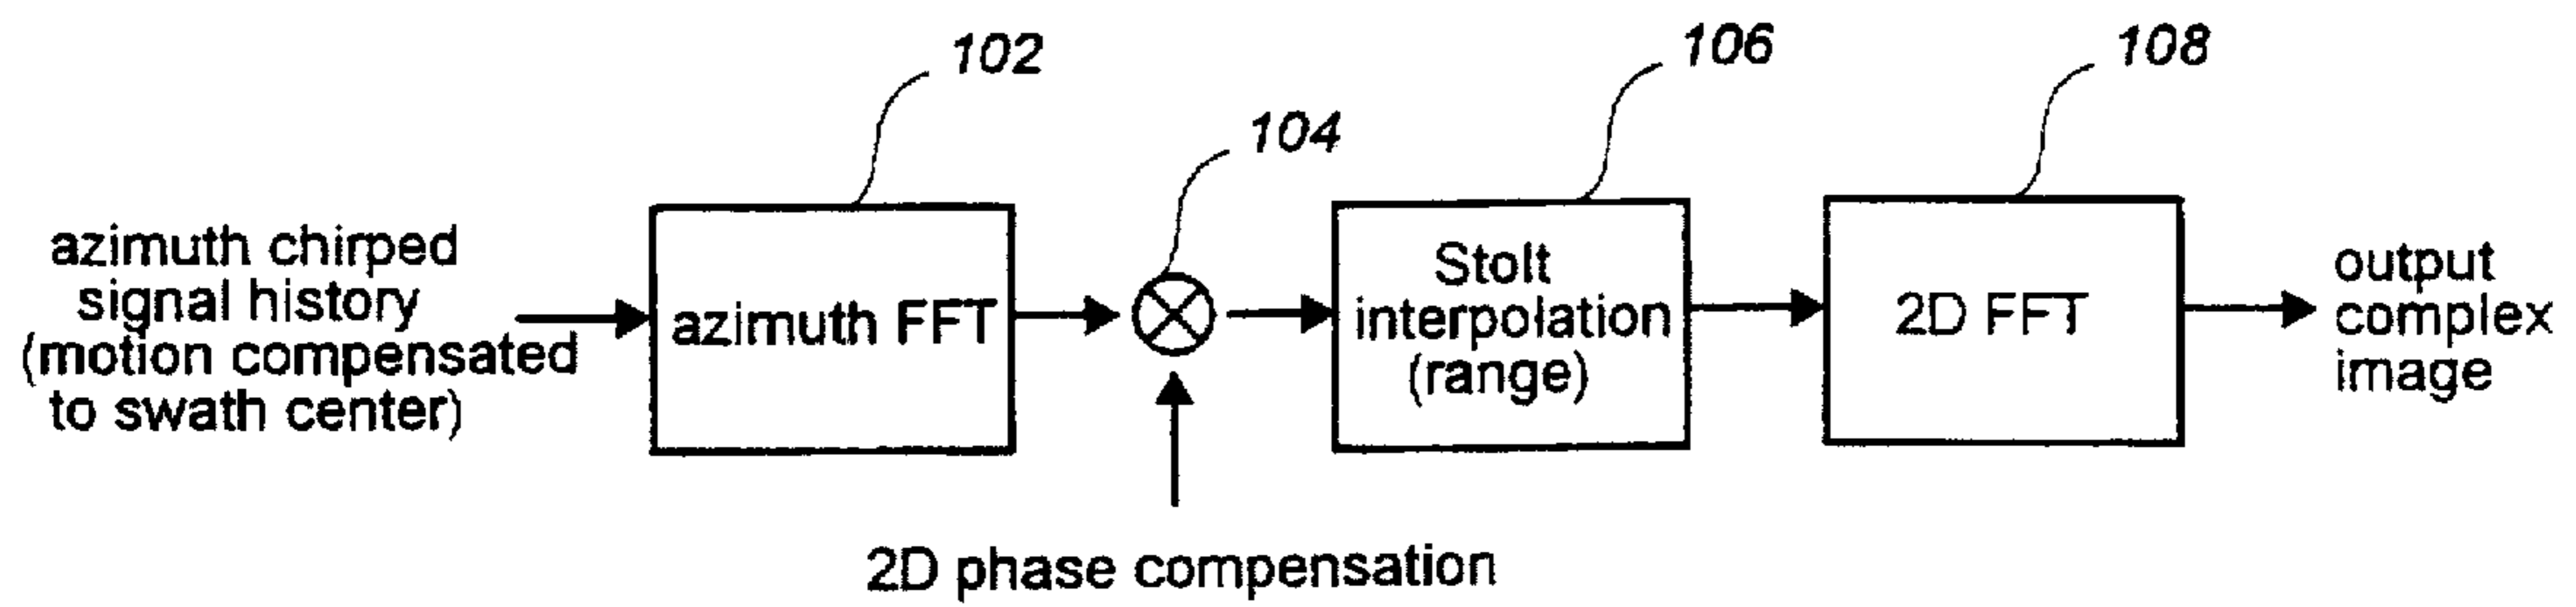 102
104
106
108
azimuth chirped
signal history
(motion compensated
to swath center)
azimuth FFT
Stolt
interpolation
(range)
2D FFT
output
complex
image
2D phase compensation